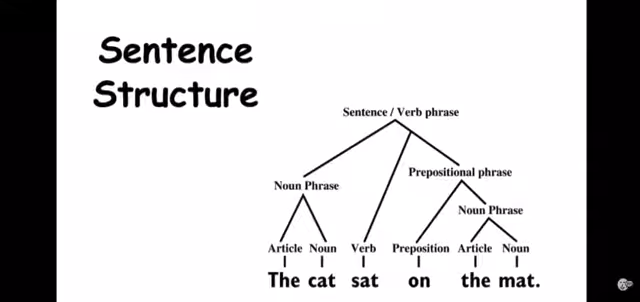 Sentence
Structure
Sentence / Verb phrase
Prepositional phrase
Noun Phrase
Noun Phrase
Article Noun Verb Preposition Article Noun
The cat sat on the mat.